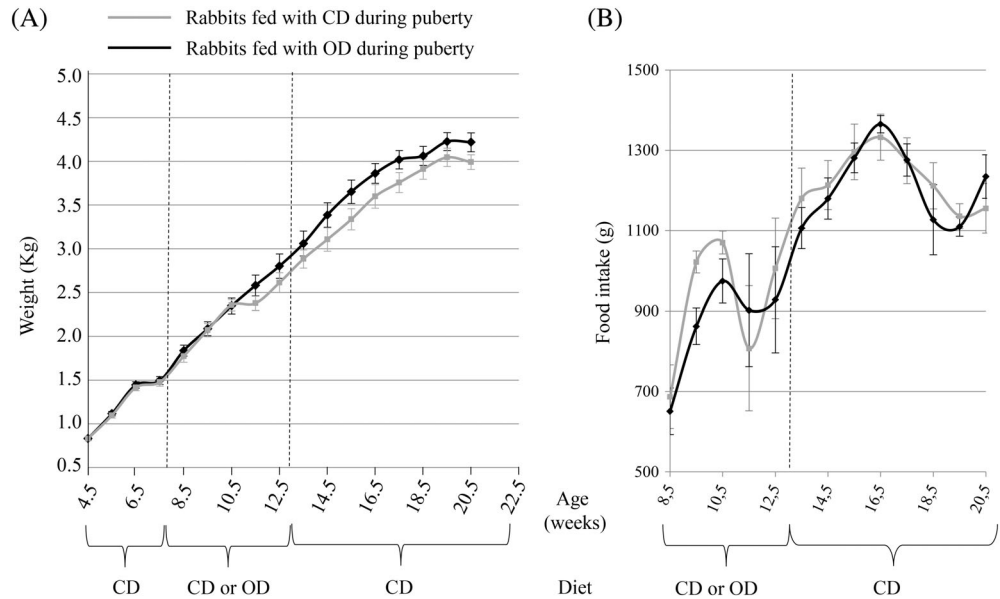 (A)
Rabbits fed with CD during puberty
Rabbits fed with OD during puberty
Weight (Kg)
5.0
4.5
4.0
3.5
3.0
2.5
2.0
1.5
1.0
0.5
4.5 6.5 8.5 10.5 12.5 14.5 16.5 18.5 20.5 22.5
CD CD or OD CD
Age
(weeks)
Diet
(B)
Food intake (g)
1500
1300
1100
900
700
500
8.5 10.5 12.5 14.5 16.5 18.5 20.5
CD or OD CD